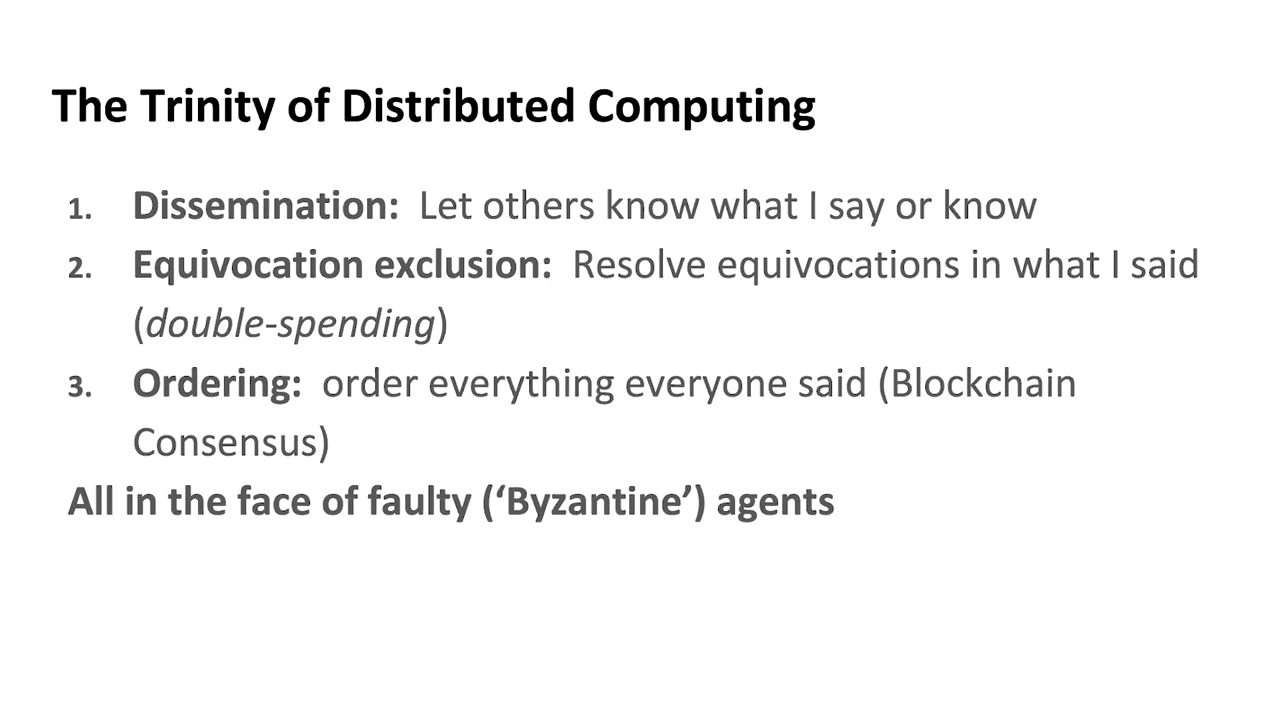 The Trinity of Distributed Computing
1. Dissemination: Let others know what I say or know
2. Equivocation exclusion: Resolve equivocations in what I said
(double-spending)
3. Ordering: order everything everyone said (Blockchain
Consensus)
All in the face of faulty (‘Byzantine’) agents